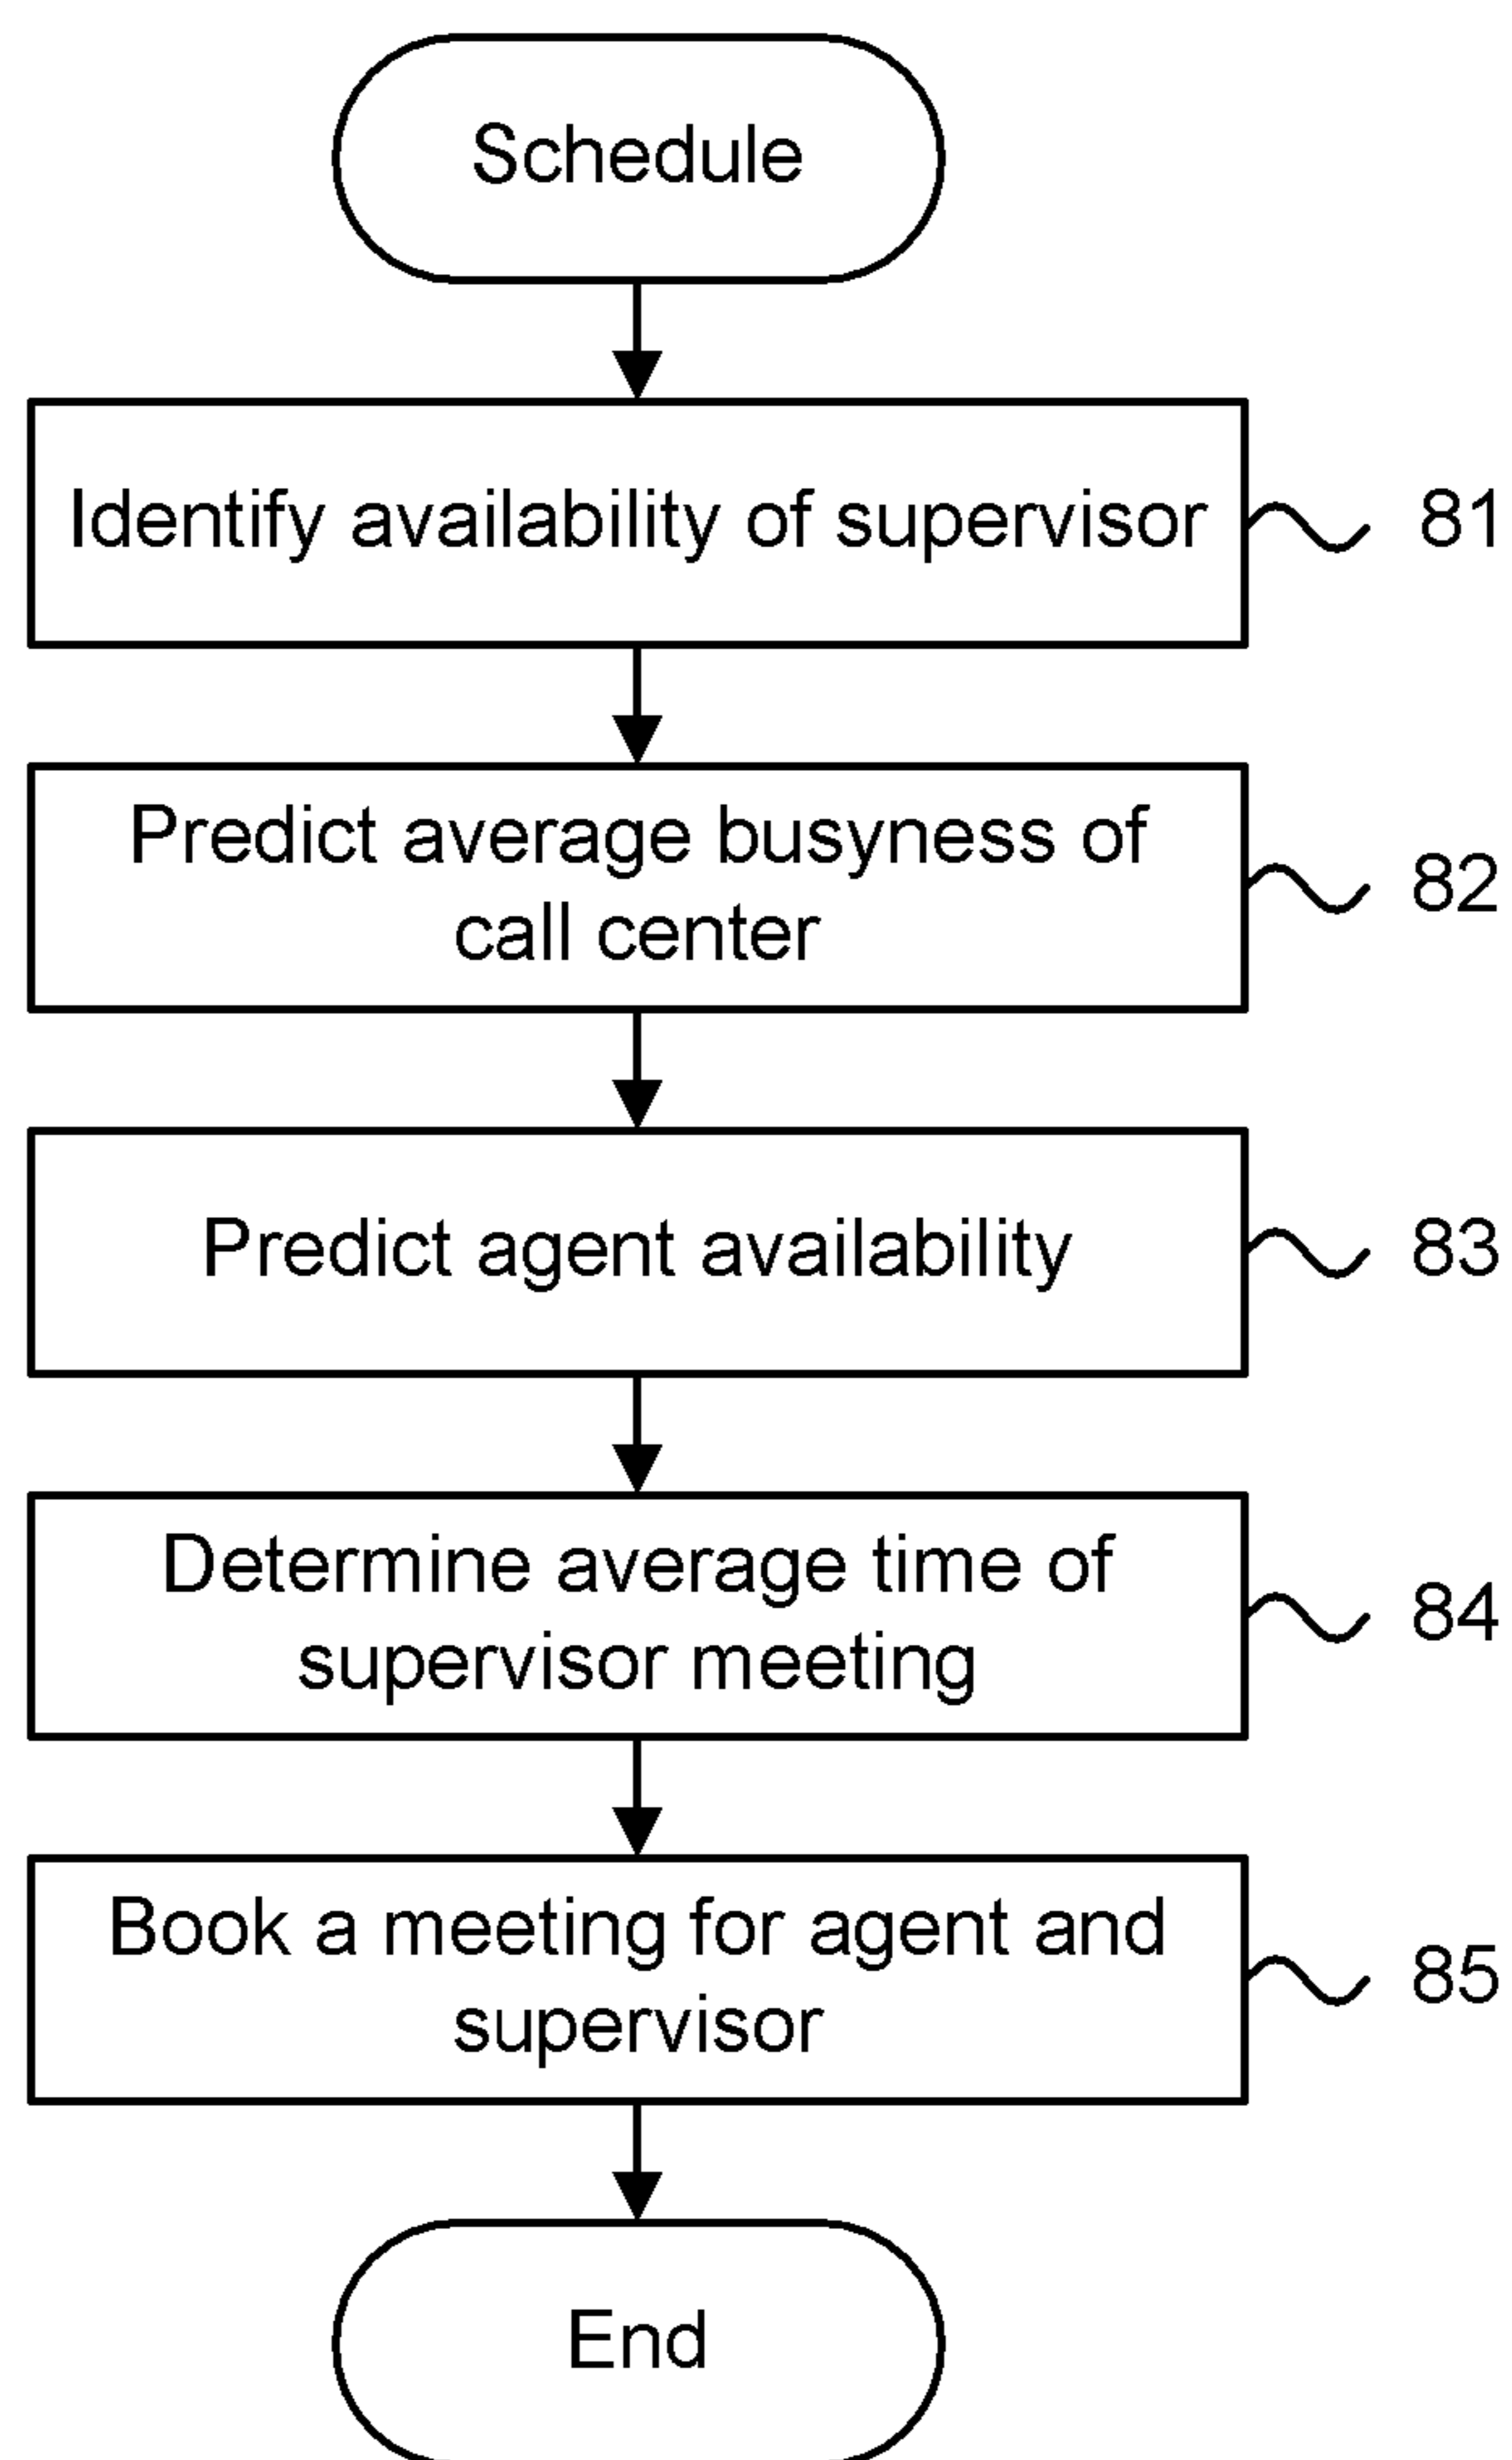 Schedule
Identify availability of supervisor
81
Predict average busyness of
call center
82
Predict agent availability
83
Determine average time of
supervisor meeting
84
Book a meeting for agent and
supervisor
85
End